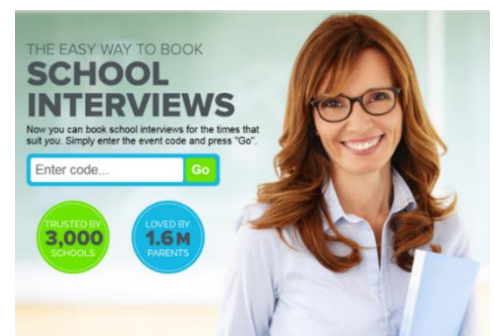 THE EASY WAY TO BOOK
SCHOOL
INTERVIEWS
Now you can book school interviews for the times that
suit you. Simply enter the event code and press "Go".
Enter code...
Go
TRUSTED BY
3,000
SCHOOLS
LOVED BY
1.6 M
PARENTS